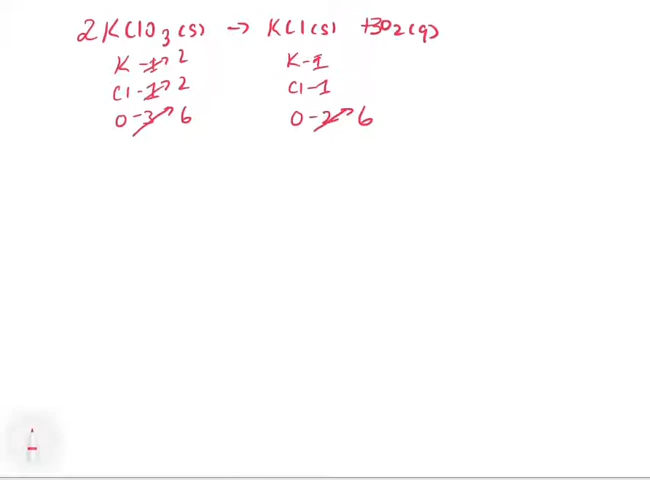 2KClO3(s) → KCl(s) +3O2(g)
K -1→ 2 K-1
Cl-1→ 2 Cl-1
O-3→ 6 O-2→ 6